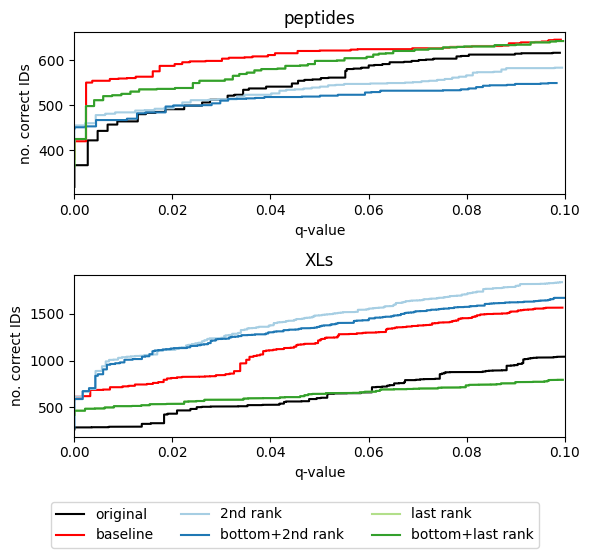 peptides
600
500
400
no. correct IDs
0.00 0.02 0.04 0.06 0.08 0.10
q-value
XLs
1500
1000
500
no. correct IDs
0.00 0.02 0.04 0.06 0.08 0.10
q-value
original 2nd rank last rank
baseline bottom+2nd rank bottom+last rank